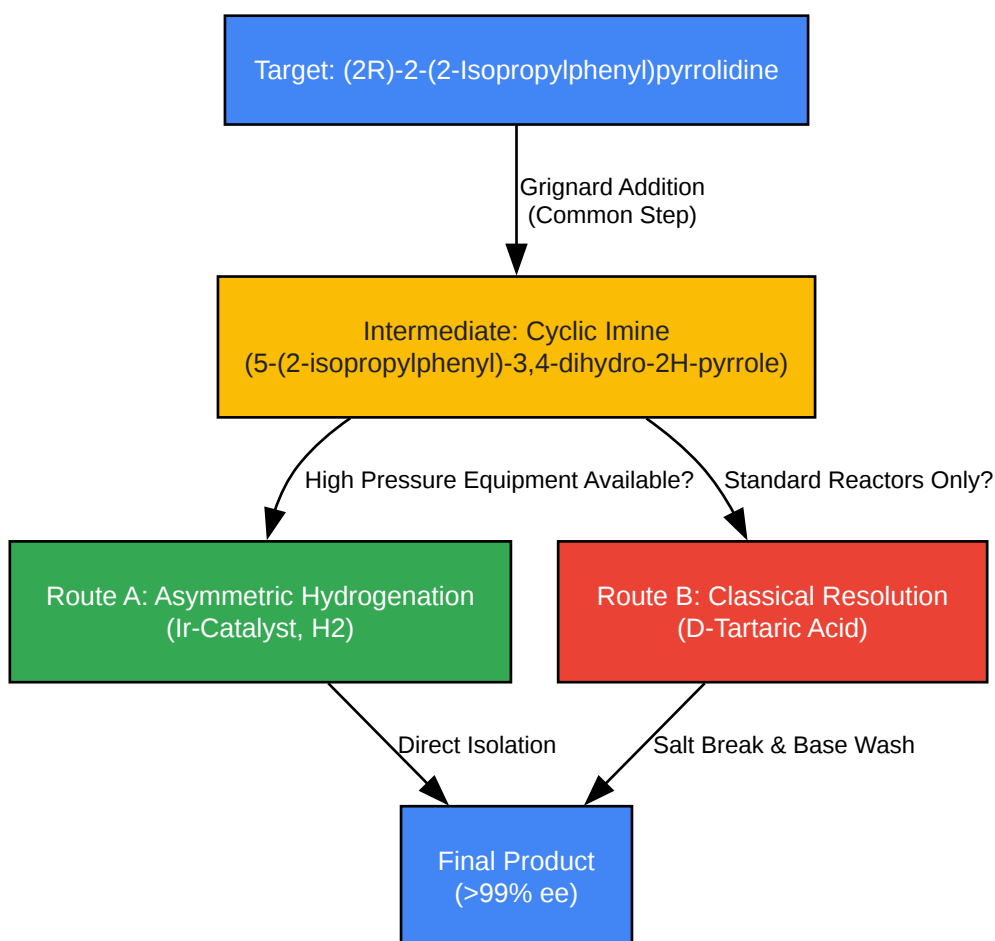 Target: (2R)-2-(2-Isopropylphenyl)pyrrolidine
Grignard Addition
(Common Step)
Intermediate: Cyclic Imine
(5-(2-isopropylphenyl)-3,4-dihydro-2H-pyrrole)
High Pressure Equipment Available?
Standard Reactors Only?
Route A: Asymmetric Hydrogenation
(Ir-Catalyst, H2)
Route B: Classical Resolution
(D-Tartaric Acid)
Direct Isolation
Salt Break & Base Wash
Final Product
(>99% ee)